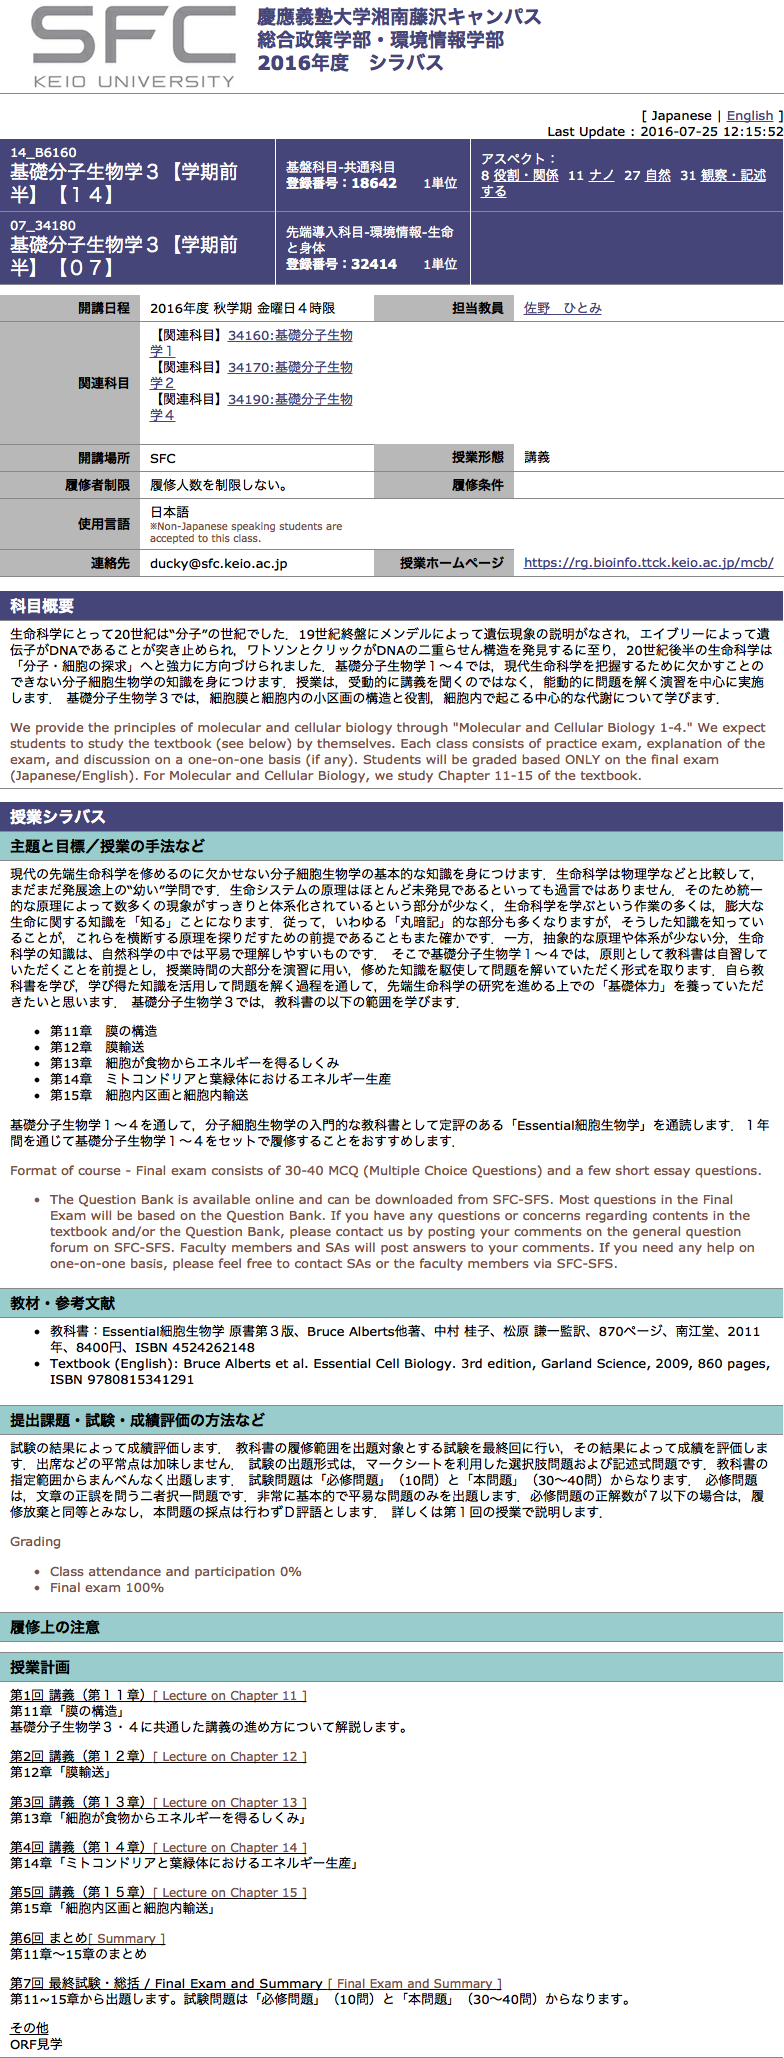 SFC
KEIO UNIVERSITY
慶應義塾大学湘南藤沢キャンパス
総合政策学部・環境情報学部
2016年度　シラバス
[ Japanese | English ]
Last Update : 2016-07-25 12:15:52
14_B6160
基礎分子生物学３【学期前
半】【１４】
基盤科目-共通科目
登録番号：18642　　1単位
アスペクト：
8 役割・関係 11 ナノ 27 自然 31 観察・記述
する
07_34180
基礎分子生物学３【学期前
半】【０７】
先端導入科目-環境情報-生命
と身体
登録番号：32414　　1単位
開講日程
2016年度 秋学期 金曜日４時限
担当教員
佐野　ひとみ
関連科目
【関連科目】34160:基礎分子生物
学１
【関連科目】34170:基礎分子生物
学２
【関連科目】34190:基礎分子生物
学４
開講場所
SFC
授業形態
講義
履修者制限
履修人数を制限しない。
履修条件
使用言語
日本語
※Non-Japanese speaking students are
accepted to this class.
連絡先
ducky@sfc.keio.ac.jp
授業ホームページ
https://rg.bioinfo.ttck.keio.ac.jp/mcb/
科目概要
生命科学にとって20世紀は“分子”の世紀でした．19世紀終盤にメンデルによって遺伝現象の説明がなされ，エイブリーによって遺
伝子がDNAであることが突き止められ，ワトソンとクリックがDNAの二重らせん構造を発見するに至り，20世紀後半の生命科学は
「分子・細胞の探求」へと強力に方向づけられました．基礎分子生物学１〜４では，現代生命科学を把握するために欠かすことの
できない分子細胞生物学の知識を身につけます．授業は，受動的に講義を聞くのではなく，能動的に問題を解く演習を中心に実施
します． 基礎分子生物学３では，細胞膜と細胞内の小区画の構造と役割，細胞内で起こる中心的な代謝について学びます．
We provide the principles of molecular and cellular biology through "Molecular and Cellular Biology 1-4." We expect
students to study the textbook (see below) by themselves. Each class consists of practice exam, explanation of the
exam, and discussion on a one-on-one basis (if any). Students will be graded based ONLY on the final exam
(Japanese/English). For Molecular and Cellular Biology, we study Chapter 11-15 of the textbook.
授業シラバス
主題と目標／授業の手法など
現代の先端生命科学を修めるのに欠かせない分子細胞生物学の基本的な知識を身につけます．生命科学は物理学などと比較して，
まだまだ発展途上の“幼い”学問です．生命システムの原理はほとんど未発見であるといっても過言ではありません．そのため統一
的な原理によって数多くの現象がすっきりと体系化されているという部分が少なく，生命科学を学ぶという作業の多くは，膨大な
生命に関する知識を「知る」ことになります．従って，いわゆる「丸暗記」的な部分も多くなりますが，そうした知識を知ってい
ることが，これらを横断する原理を探りだすための前提であることもまた確かです．一方，抽象的な原理や体系が少ない分，生命
科学の知識は，自然科学の中では平易で理解しやすいものです． そこで基礎分子生物学１〜４では，原則として教科書は自習して
いただくことを前提とし，授業時間の大部分を演習に用い，修めた知識を駆使して問題を解いていただく形式を取ります．自ら教
科書を学び，学び得た知識を活用して問題を解く過程を通して，先端生命科学の研究を進める上での「基礎体力」を養っていただ
きたいと思います． 基礎分子生物学３では，教科書の以下の範囲を学びます．
• 第11章　膜の構造
• 第12章　膜輸送
• 第13章　細胞が食物からエネルギーを得るしくみ
• 第14章　ミトコンドリアと葉緑体におけるエネルギー生産
• 第15章　細胞内区画と細胞内輸送
基礎分子生物学１〜４を通して，分子細胞生物学の入門的な教科書として定評のある「Essential細胞生物学」を通読します．１年
間を通じて基礎分子生物学１〜４をセットで履修することをおすすめします．
Format of course - Final exam consists of 30-40 MCQ (Multiple Choice Questions) and a few short essay questions.
• The Question Bank is available online and can be downloaded from SFC-SFS. Most questions in the Final
Exam will be based on the Question Bank. If you have any questions or concerns regarding contents in the
textbook and/or the Question Bank, please contact us by posting your comments on the general question
forum on SFC-SFS. Faculty members and SAs will post answers to your comments. If you need any help on
one-on-one basis, please feel free to contact SAs or the faculty members via SFC-SFS.
教材・参考文献
• 教科書：Essential細胞生物学 原書第３版、Bruce Alberts他著、中村 桂子、松原 謙一監訳、870ページ、南江堂、2011
年、8400円、ISBN 4524262148
• Textbook (English): Bruce Alberts et al. Essential Cell Biology. 3rd edition, Garland Science, 2009, 860 pages,
ISBN 9780815341291
提出課題・試験・成績評価の方法など
試験の結果によって成績評価します． 教科書の履修範囲を出題対象とする試験を最終回に行い，その結果によって成績を評価しま
す．出席などの平常点は加味しません． 試験の出題形式は，マークシートを利用した選択肢問題および記述式問題です．教科書の
指定範囲からまんべんなく出題します． 試験問題は「必修問題」（10問）と「本問題」（30〜40問）からなります． 必修問題
は，文章の正誤を問う二者択一問題です．非常に基本的で平易な問題のみを出題します．必修問題の正解数が７以下の場合は，履
修放棄と同等とみなし，本問題の採点は行わずＤ評語とします． 詳しくは第１回の授業で説明します．
Grading
• Class attendance and participation 0%
• Final exam 100%
履修上の注意
授業計画
第1回 講義（第１１章）[ Lecture on Chapter 11 ]
第11章「膜の構造」
基礎分子生物学３・４に共通した講義の進め方について解説します。
第2回 講義（第１２章）[ Lecture on Chapter 12 ]
第12章「膜輸送」
第3回 講義（第１３章）[ Lecture on Chapter 13 ]
第13章「細胞が食物からエネルギーを得るしくみ」
第4回 講義（第１４章）[ Lecture on Chapter 14 ]
第14章「ミトコンドリアと葉緑体におけるエネルギー生産」
第5回 講義（第１５章）[ Lecture on Chapter 15 ]
第15章「細胞内区画と細胞内輸送」
第6回 まとめ[ Summary ]
第11章〜15章のまとめ
第7回 最終試験・総括 / Final Exam and Summary [ Final Exam and Summary ]
第11~15章から出題します。試験問題は「必修問題」（10問）と「本問題」（30〜40問）からなります。
その他
ORF見学